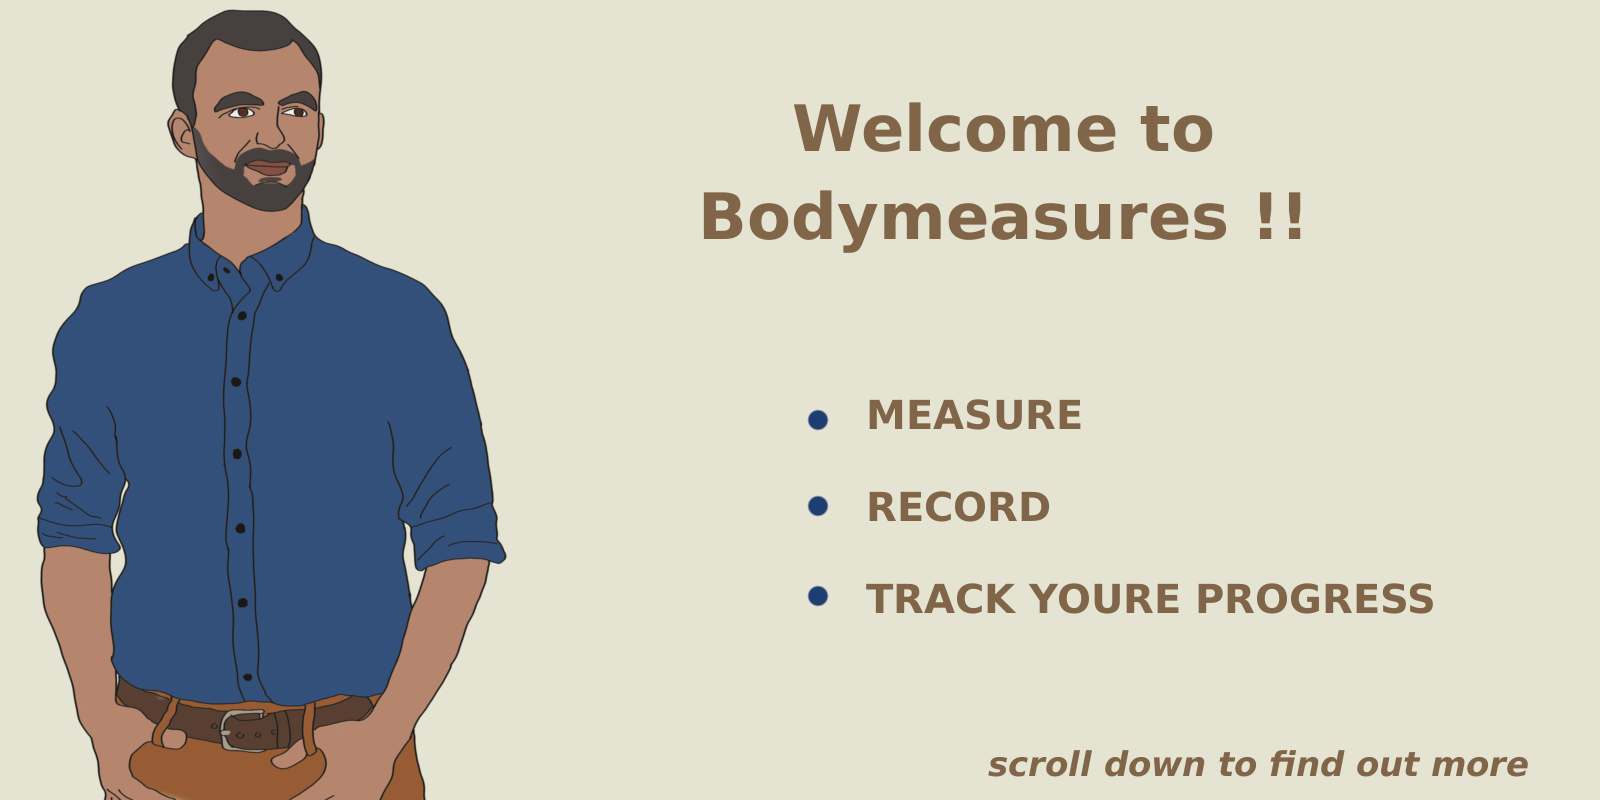 Welcome to
Bodymeasures !!
MEASURE
RECORD
TRACK YOURE PROGRESS
scroll down to find out more